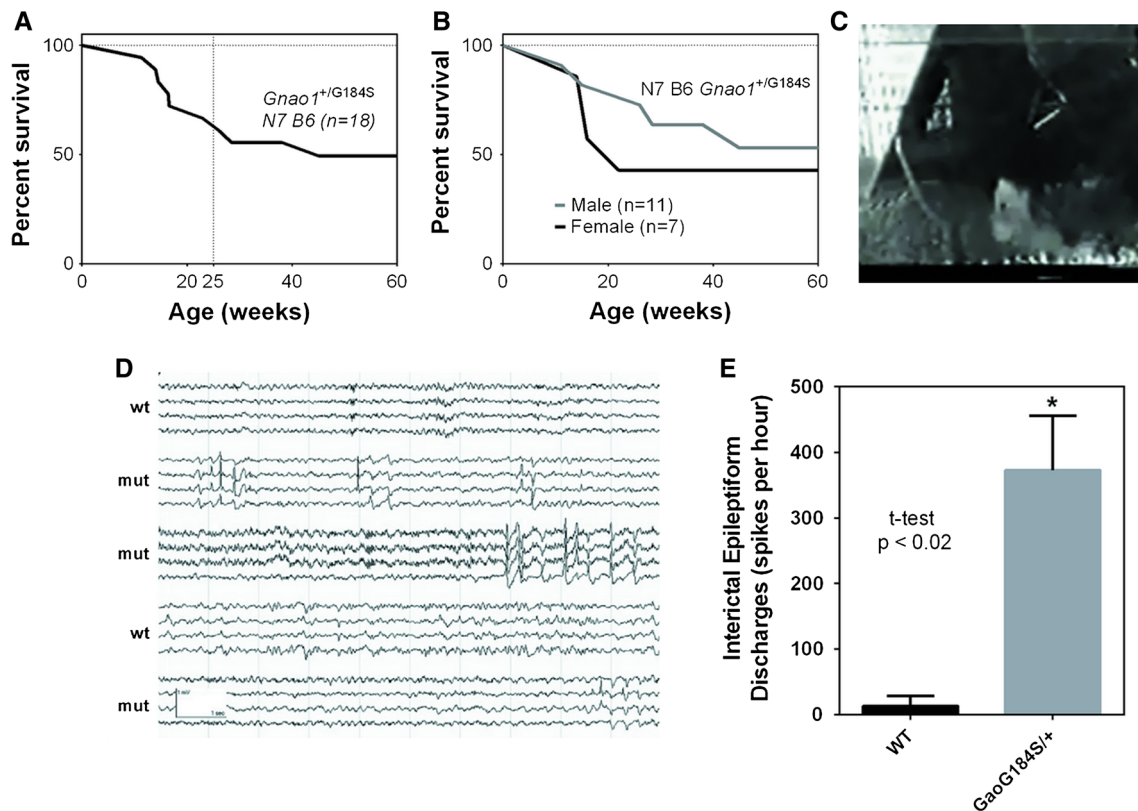 A
Percent survival
100
50
0
Gnao1+/G184S
N7 B6 (n=18)
20 25
40
60
Age (weeks)
0
B
Percent survival
100
50
0
N7 B6 Gnao1+/G184S
Male (n=11)
Female (n=7)
0
20
40
60
Age (weeks)
C
D
wt
mut
mut
wt
mut
1 mV
1 sec
E
Interictal Epileptiform
Discharges (spikes per hour)
500
400
300
200
100
0
*
t-test
p < 0.02
WT
GaoG184S/+